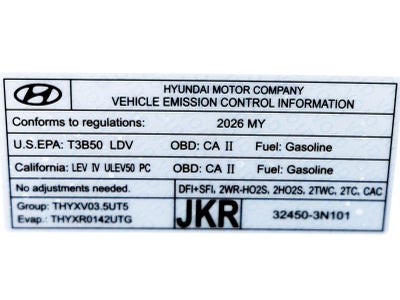 HYUNDAI MOTOR COMPANY
VEHICLE EMISSION CONTROL INFORMATION
Conforms to regulations: 2026 MY
U.S.EPA: T3B50 LDV OBD: CA II Fuel: Gasoline
California: LEV IV ULEV50 PC OBD: CA II Fuel: Gasoline
No adjustments needed. DFI+SFI, 2WR-HO2S, 2HO2S, 2TWC, 2TC, CAC
Group: THYXV03.5UT5
Evap.: THYXR0142UTG
JKR 32450-3N101